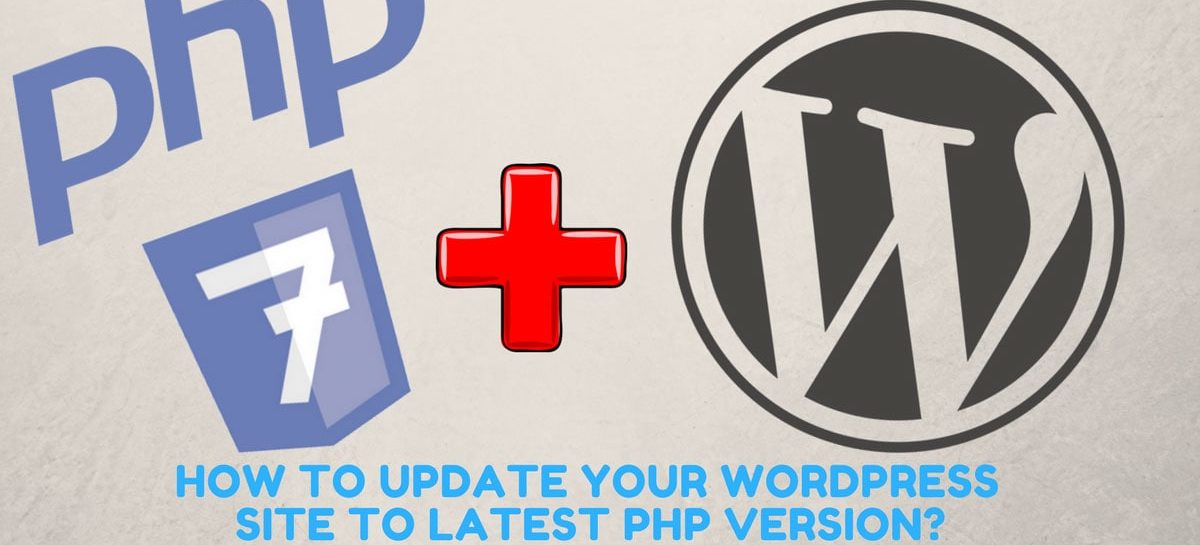 php
7
W
HOW TO UPDATE YOUR WORDPRESS
SITE TO LATEST PHP VERSION?